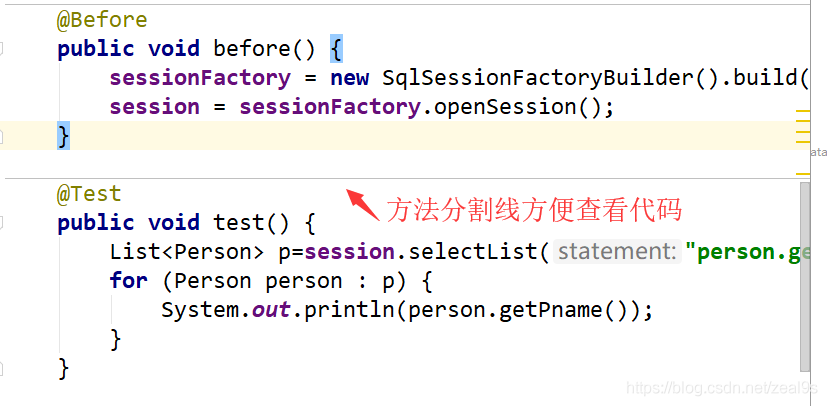 @Before
public void before() {
sessionFactory = new SqlSessionFactoryBuilder().build(
session = sessionFactory.openSession();
}
ata
@Test
方法分割线方便查看代码
public void test() {
List<Person> p=session.selectList( statement: "person.ge
for (Person person : p) {
System.out.println(person.getPname());
}
}
https://blog.csdn.net/zeal9s